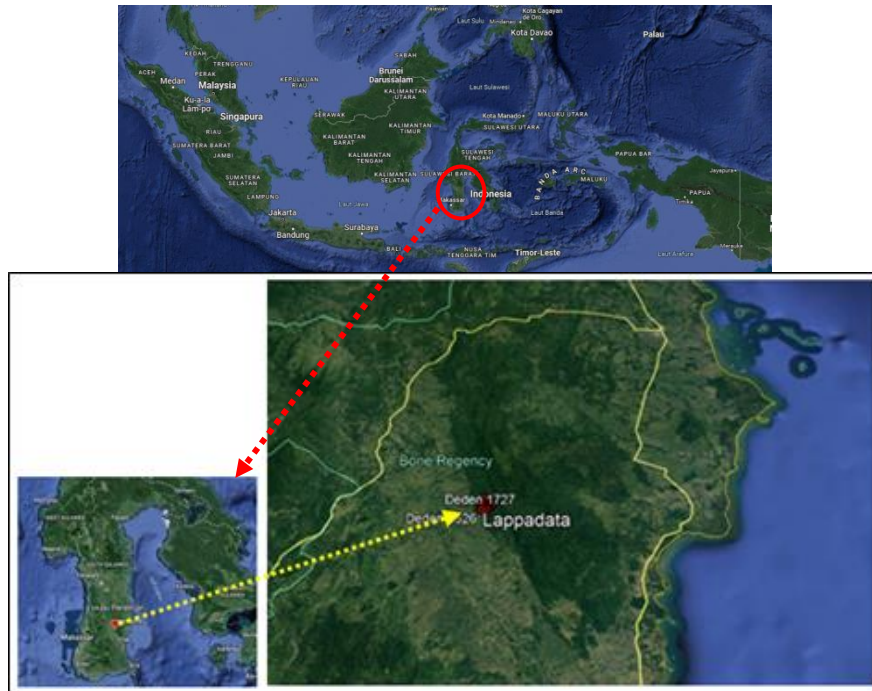 Kota Cagayan
de Oro
Laut Sulu
Mindanao
Kota Davao
Palau
KEDAH
TRENGGANU
ACEH
Medan
PERAK
Malaysia
Ku-a-la
Lam-po
Singapura
KEPULAUAN
RIAU
SABAH
Brunei
Darussalam
KALIMANTAN
UTARA
Laut Sulawesi
Kota Manado
MALUKU UTARA
SULAWESI UTARA
SERAWAK
KALIMANTAN
TIMUR
KALIMANTAN
BARAT
KALIMANTAN
TENGAH
KALIMANTAN
SELATAN
SULAWESI
TENGAH
SULAWESI BARAT
RIAU
SUMATERA BARAT
JAMBI
SUMATERA
SELATAN
LAMPUNG
Laut Jawa
Makassar
Indonesia
BANDA ARC
MALUKU
Laut Banda
PAPUA BAR
Jayapura
PAPUA
Timika
Jakarta
Bandung
Surabaya
BALI
NUSA
TENGGARA TIM
Timor-Leste
Merauke
Laut Arafura
Bone Regency
Deden 1727
Lappadata
Makassar